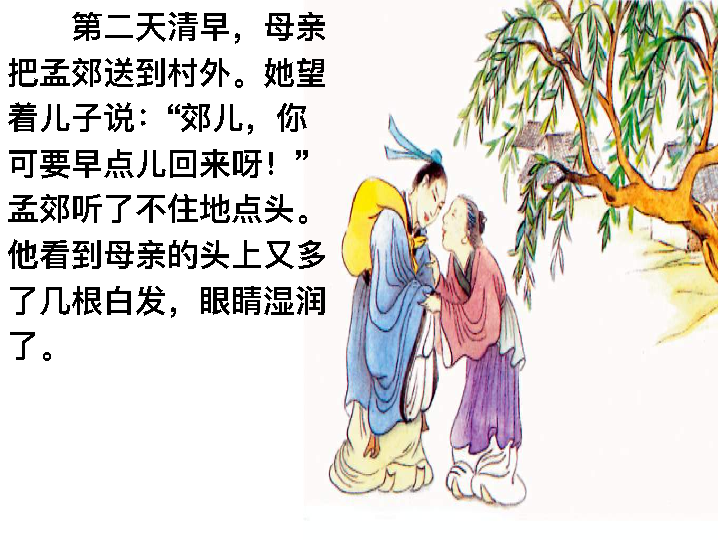 第二天清早，母亲
把孟郊送到村外。她望
着儿子说：“郊儿，你
可要早点儿回来呀！”
孟郊听了不住地点头。
他看到母亲的头上又多
了几根白发，眼睛湿润
了。